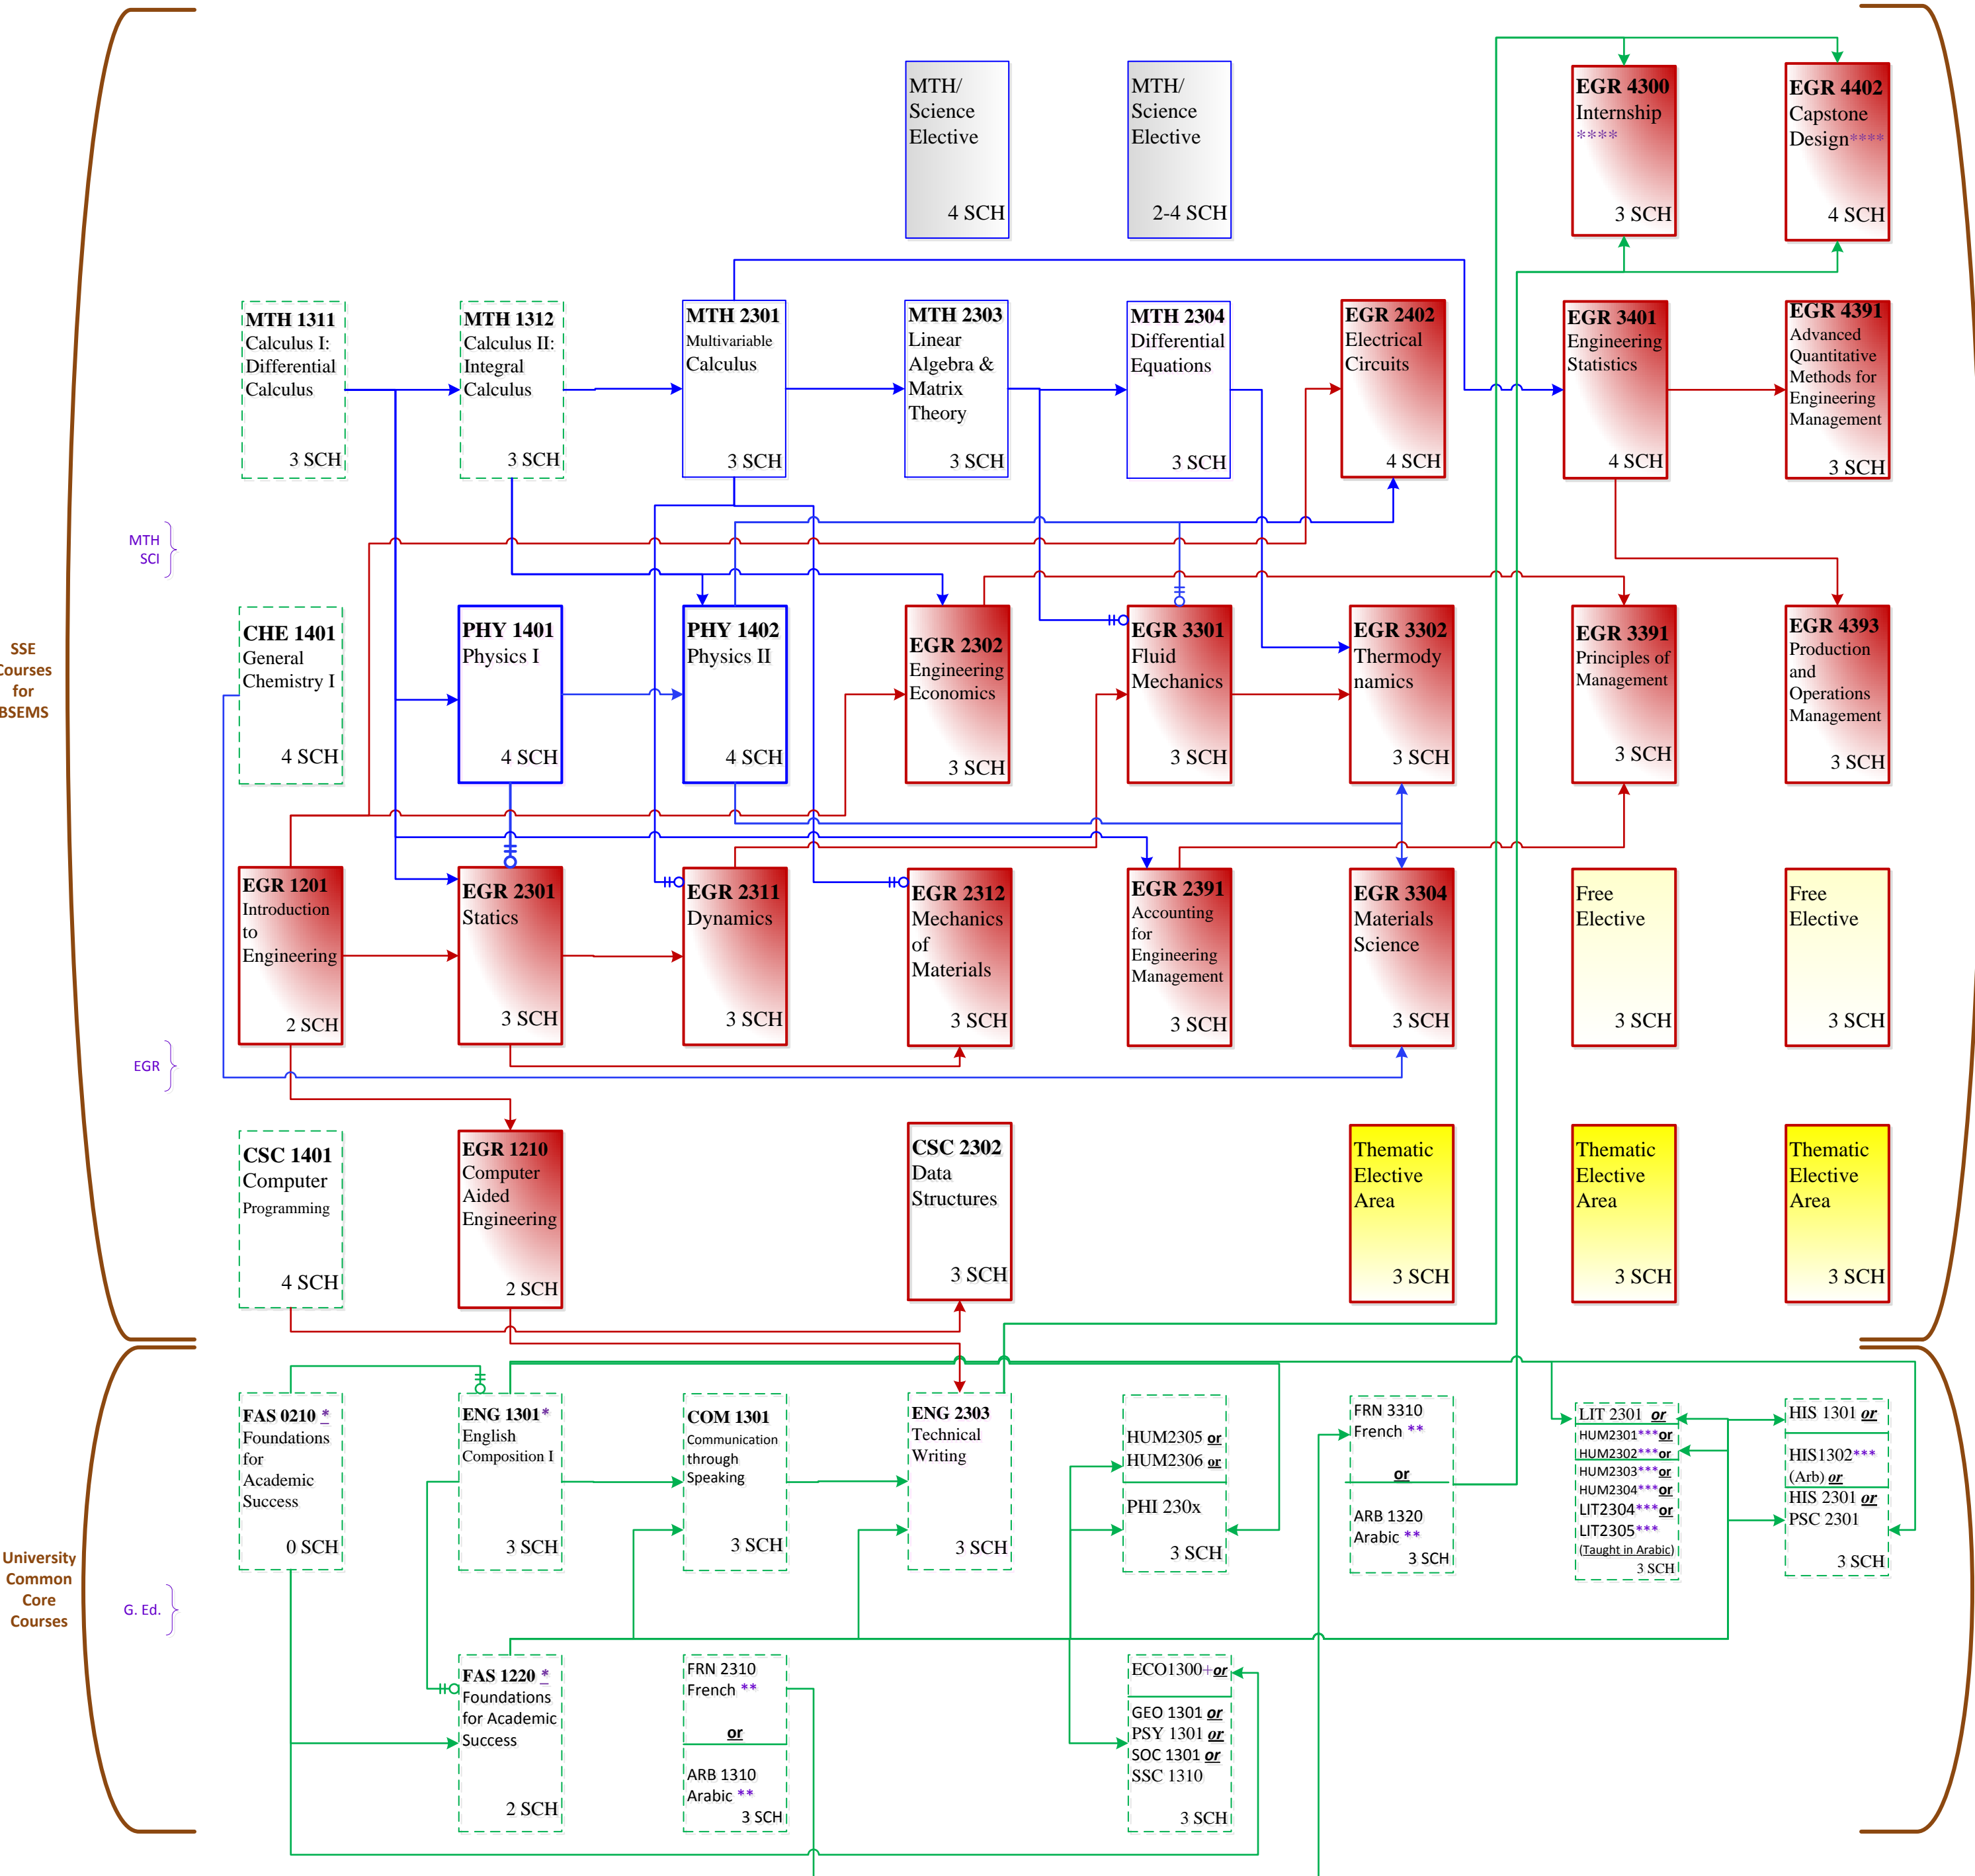 MTH/
Science
Elective
4 SCH
MTH/
Science
Elective
2-4 SCH
EGR 4300
Internship
****
3 SCH
EGR 4402
Capstone
Design****
4 SCH
MTH 1311
Calculus I:
Differential
Calculus
3 SCH
MTH 1312
Calculus II:
Integral
Calculus
3 SCH
MTH 2301
Multivariable
Calculus
3 SCH
MTH 2303
Linear
Algebra &
Matrix
Theory
3 SCH
MTH 2304
Differential
Equations
3 SCH
EGR 2402
Electrical
Circuits
4 SCH
EGR 3401
Engineering
Statistics
4 SCH
EGR 4391
Advanced
Quantitative
Methods for
Engineering
Management
3 SCH
MTH
SCI
SSE
Courses
for
BSEMS
CHE 1401
General
Chemistry I
4 SCH
PHY 1401
Physics I
4 SCH
PHY 1402
Physics II
4 SCH
EGR 2302
Engineering
Economics
3 SCH
EGR 3301
Fluid
Mechanics
3 SCH
EGR 3302
Thermody
namics
3 SCH
EGR 3391
Principles of
Management
3 SCH
EGR 4393
Production
and
Operations
Management
3 SCH
EGR 1201
Introduction
to
Engineering
2 SCH
EGR 2301
Statics
3 SCH
EGR 2311
Dynamics
3 SCH
EGR 2312
Mechanics
of
Materials
3 SCH
EGR 2391
Accounting
for
Engineering
Management
3 SCH
EGR 3304
Materials
Science
3 SCH
Free
Elective
3 SCH
Free
Elective
3 SCH
EGR
CSC 1401
Computer
Programming
4 SCH
EGR 1210
Computer
Aided
Engineering
2 SCH
CSC 2302
Data
Structures
3 SCH
Thematic
Elective
Area
3 SCH
Thematic
Elective
Area
3 SCH
Thematic
Elective
Area
3 SCH
University
Common
Core
Courses
G. Ed.
FAS 0210 *
Foundations
for
Academic
Success
0 SCH
ENG 1301*
English
Composition I
3 SCH
COM 1301
Communication
through
Speaking
3 SCH
ENG 2303
Technical
Writing
3 SCH
HUM2305 or
HUM2306 or
PHI 230x
3 SCH
FRN 3310
French **
or
ARB 1320
Arabic **
3 SCH
LIT 2301 or
HUM2301***or
HUM2302***or
HUM2303***or
HUM2304***or
LIT2304***or
LIT2305***
(Taught in Arabic)
3 SCH
HIS 1301 or
HIS1302***
(Arb) or
HIS 2301 or
PSC 2301
3 SCH
FAS 1220 *
Foundations
for Academic
Success
2 SCH
FRN 2310
French **
or
ARB 1310
Arabic **
3 SCH
ECO1300+or
GEO 1301 or
PSY 1301 or
SOC 1301 or
SSC 1310
3 SCH